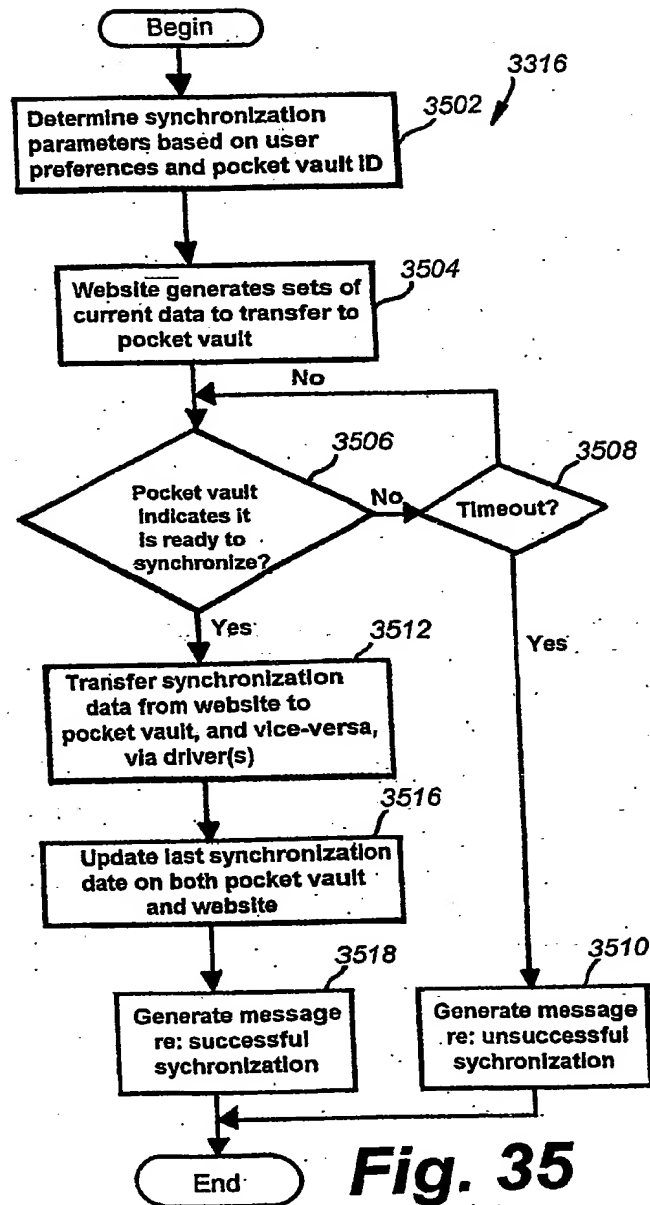 Begin
3316
3502
Determine synchronization
parameters based on user
preferences and pocket vault ID
3504
Website generates sets of
current data to transfer to
pocket vault
No
3506
3508
Pocket vault
indicates it
is ready to
synchronize?
No
Timeout?
Yes
3512
Yes
Transfer synchronization
data from website to
pocket vault, and vice-versa,
via driver(s)
3516
Update last synchronization
date on both pocket vault
and website
3518
3510
Generate message
re: successful
sychronization
Generate message
re: unsuccessful
sychronization
End
Fig. 35